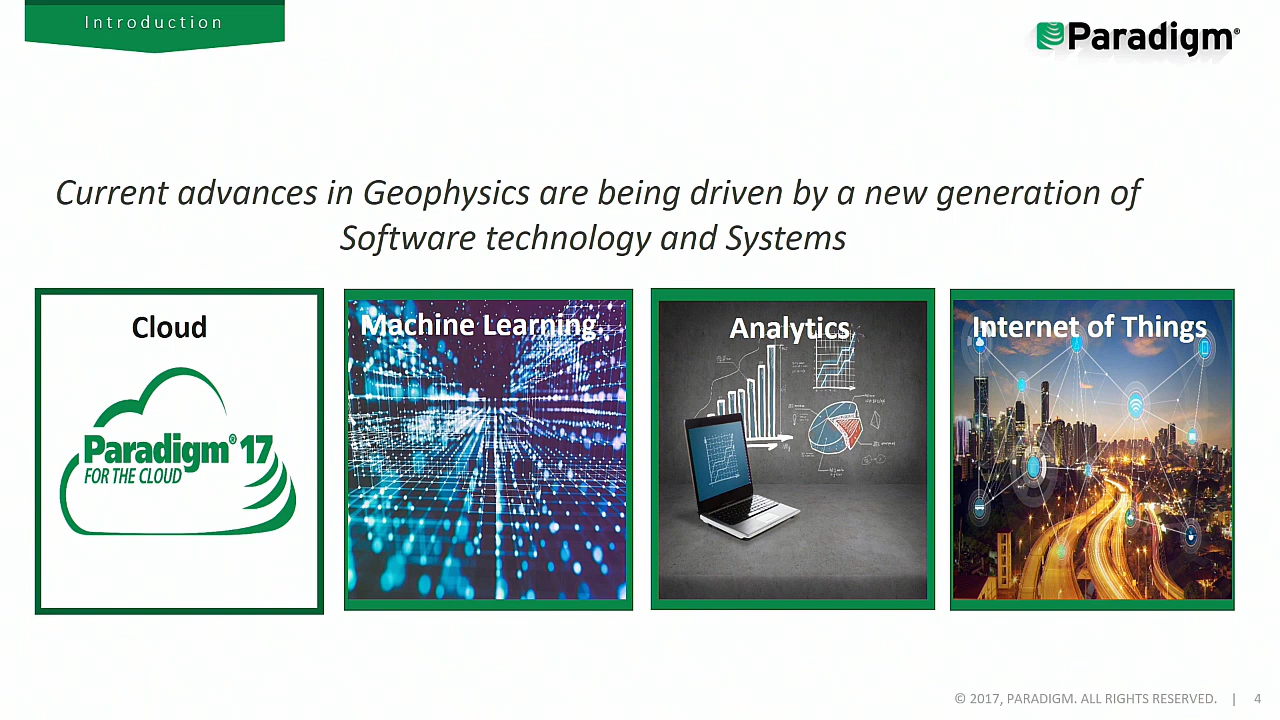 Introduction
Paradigm®
Current advances in Geophysics are being driven by a new generation of
Software technology and Systems
Cloud
Paradigm® 17
FOR THE CLOUD
Machine Learning
Analytics
Internet of Things
© 2017, PARADIGM. ALL RIGHTS RESERVED. | 4